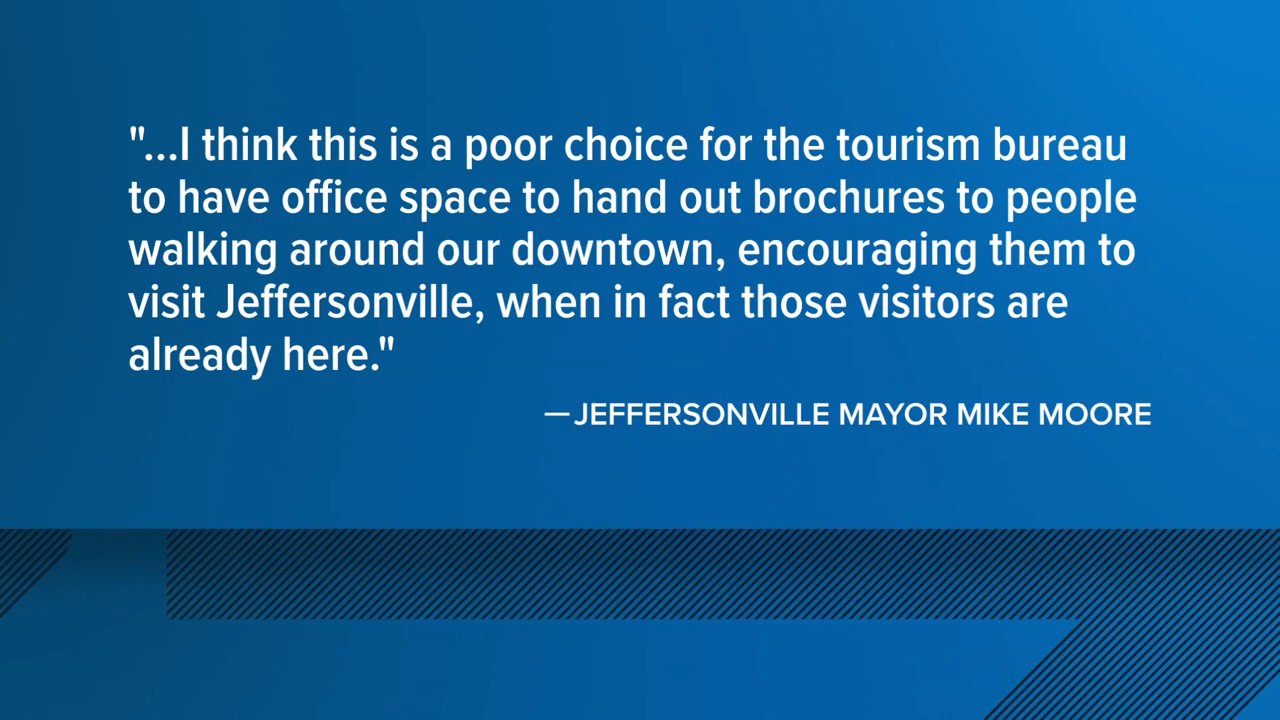 "...I think this is a poor choice for the tourism bureau
to have office space to hand out brochures to people
walking around our downtown, encouraging them to
visit Jeffersonville, when in fact those visitors are
already here."
— JEFFERSONVILLE MAYOR MIKE MOORE